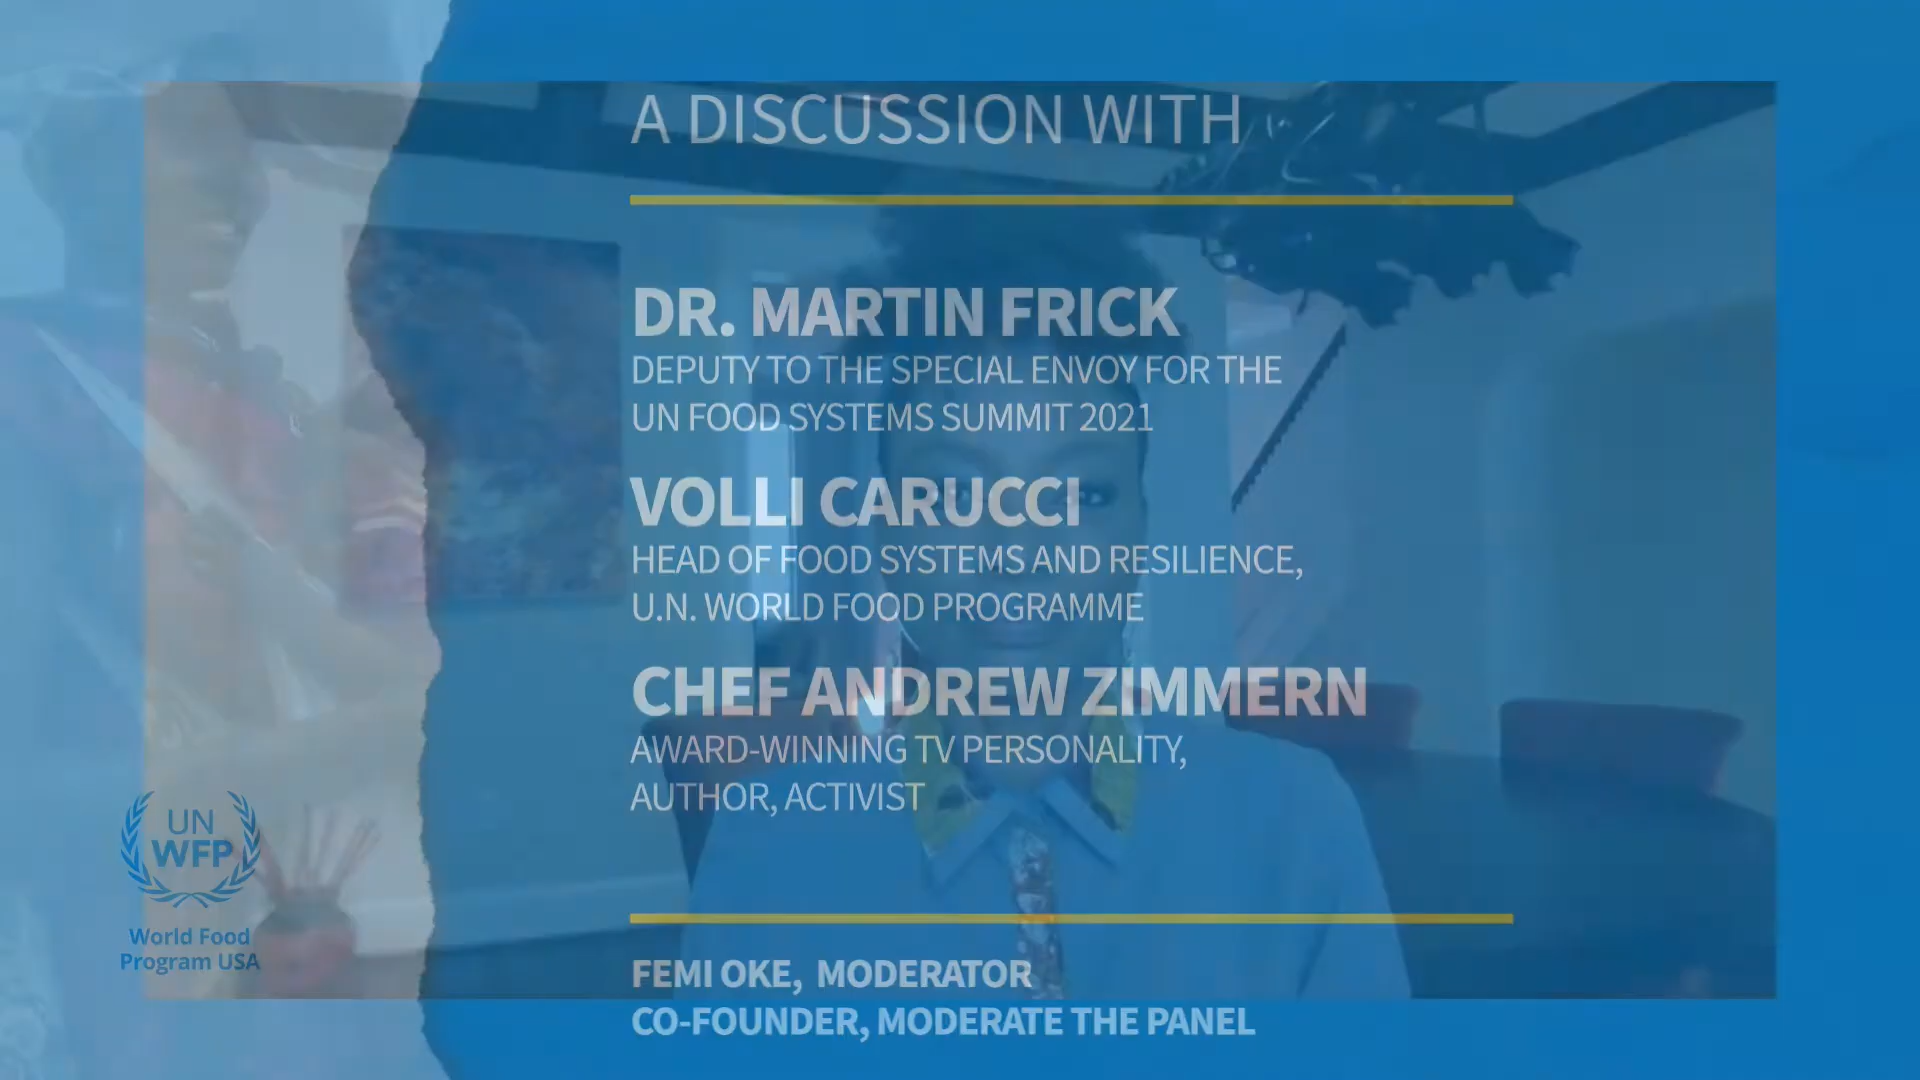 A DISCUSSION WITH
DR. MARTIN FRICK
DEPUTY TO THE SPECIAL ENVOY FOR THE
UN FOOD SYSTEMS SUMMIT 2021
VOLLI CARUCCI
HEAD OF FOOD SYSTEMS AND RESILIENCE,
U.N. WORLD FOOD PROGRAMME
CHEF ANDREW ZIMMERN
AWARD-WINNING TV PERSONALITY,
AUTHOR, ACTIVIST
UN
WFP
World Food
Program USA
FEMI OKE, MODERATOR
CO-FOUNDER, MODERATE THE PANEL